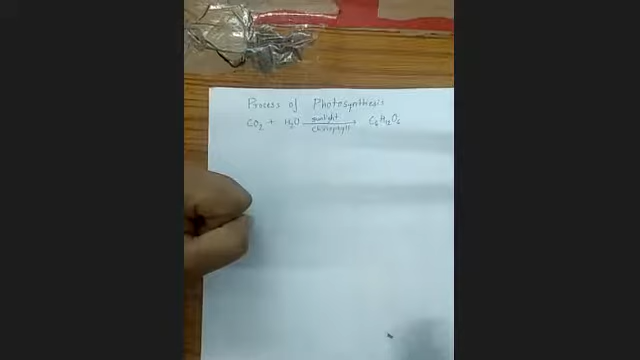 Process of Photosynthesis
CO₂ + H₂O sunlight → C₆H₁₂O₆
Chlorophyll